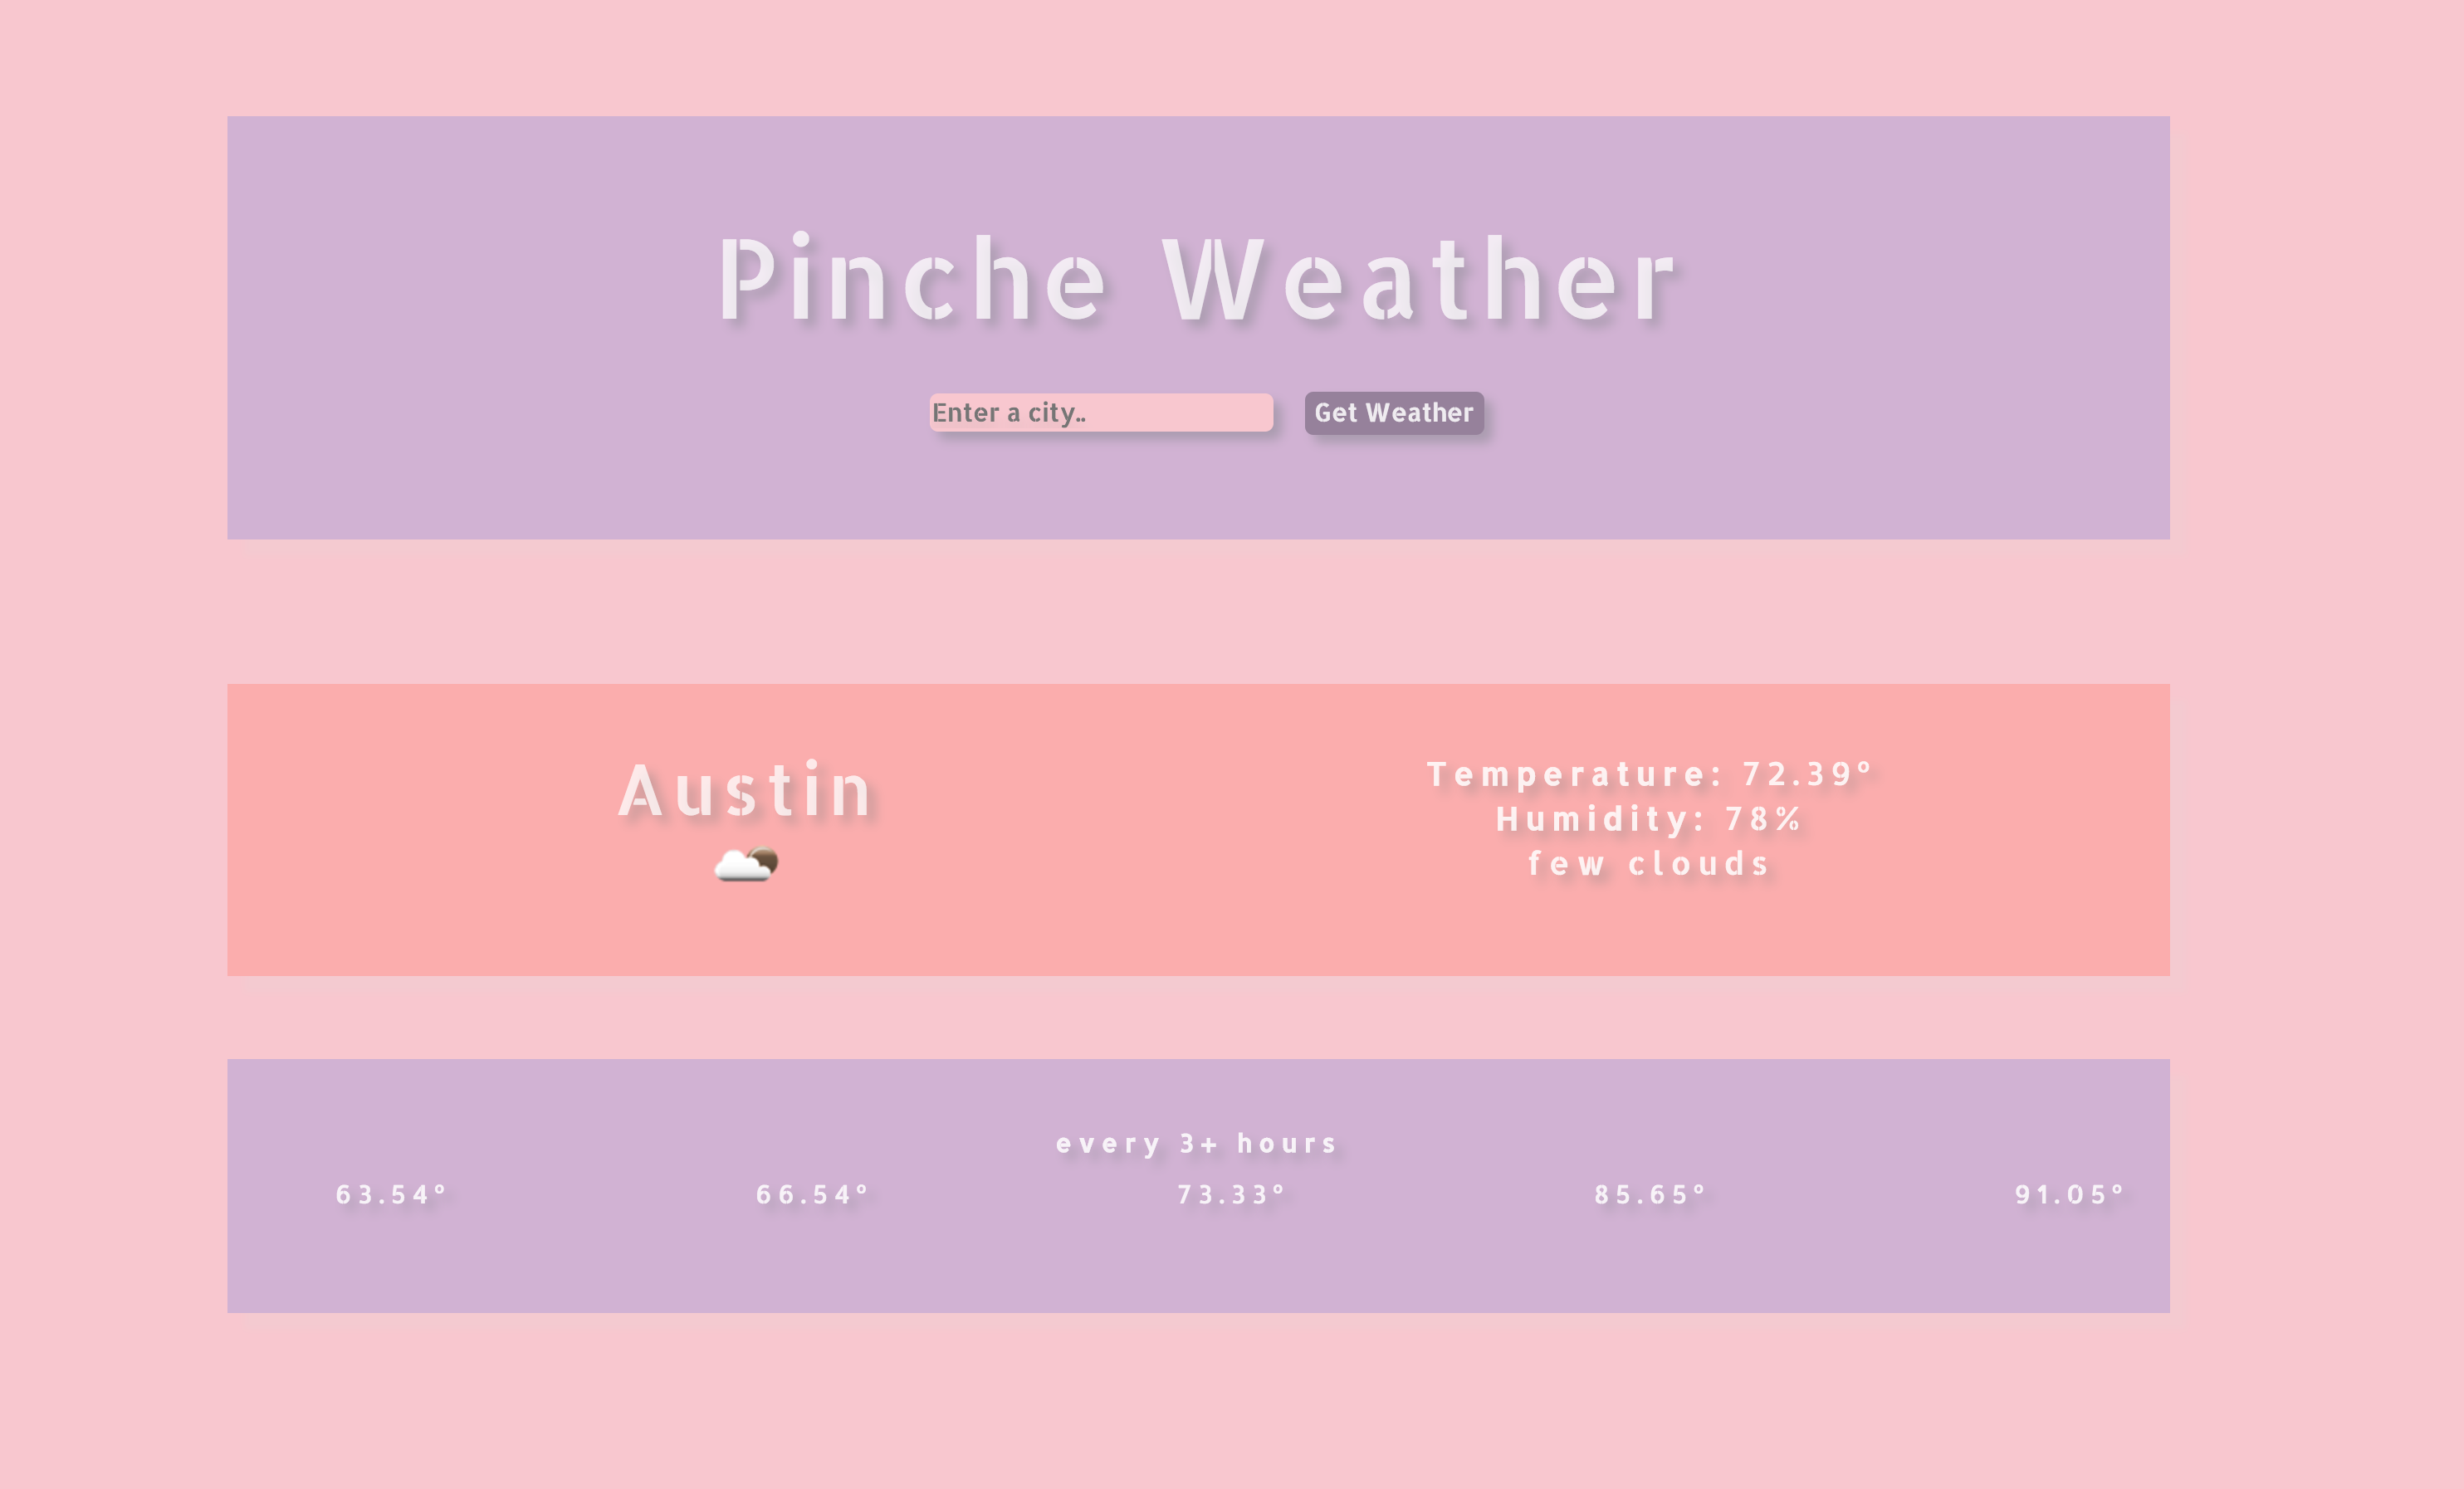 Pinche Weather
Enter a city..
Get Weather
Austin
Temperature: 72.39°
Humidity: 78%
few clouds
every 3+ hours
63.54° 66.54° 73.33° 85.65° 91.05°